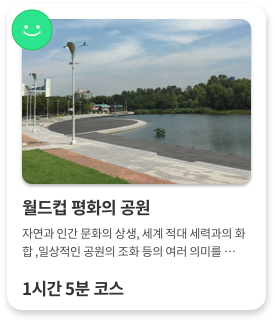 월드컵 평화의 공원
자연과 인간 문화의 상생, 세계 적대 세력과의 화
합 ,일상적인 공원의 조화 등의 여러 의미를 …
1시간 5분 코스